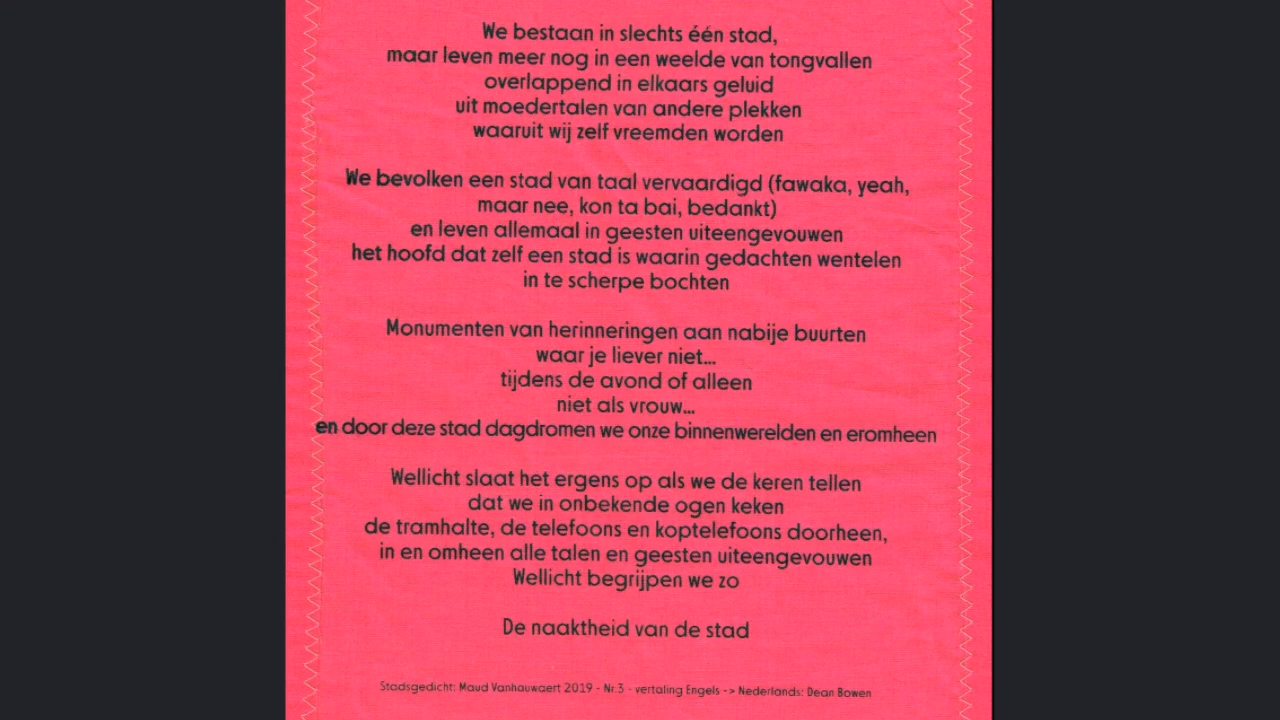 We bestaan in slechts één stad,
maar leven meer nog in een weelde van tongvallen
overlappend in elkaars geluid
uit moedertalen van andere plekken
waaruit wij zelf vreemden worden
We bevolken een stad van taal vervaardigd (fawaka, yeah,
maar nee, kon ta bai, bedankt)
en leven allemaal in geesten uiteengevouwen
het hoofd dat zelf een stad is waarin gedachten wentelen
in te scherpe bochten
Monumenten van herinneringen aan nabije buurten
waar je liever niet...
tijdens de avond of alleen
niet als vrouw...
en door deze stad dagdromen we onze binnenwerelden en eromheen
Wellicht slaat het ergens op als we de keren tellen
dat we in onbekende ogen keken
de tramhalte, de telefoons en koptelefoons doorheen,
in en omheen alle talen en geesten uiteengevouwen
Wellicht begrijpen we zo
De naaktheid van de stad
Stadsgedicht: Maud Vanhauwaert 2019 - Nr.3 - vertaling Engels -> Nederlands: Dean Bowen